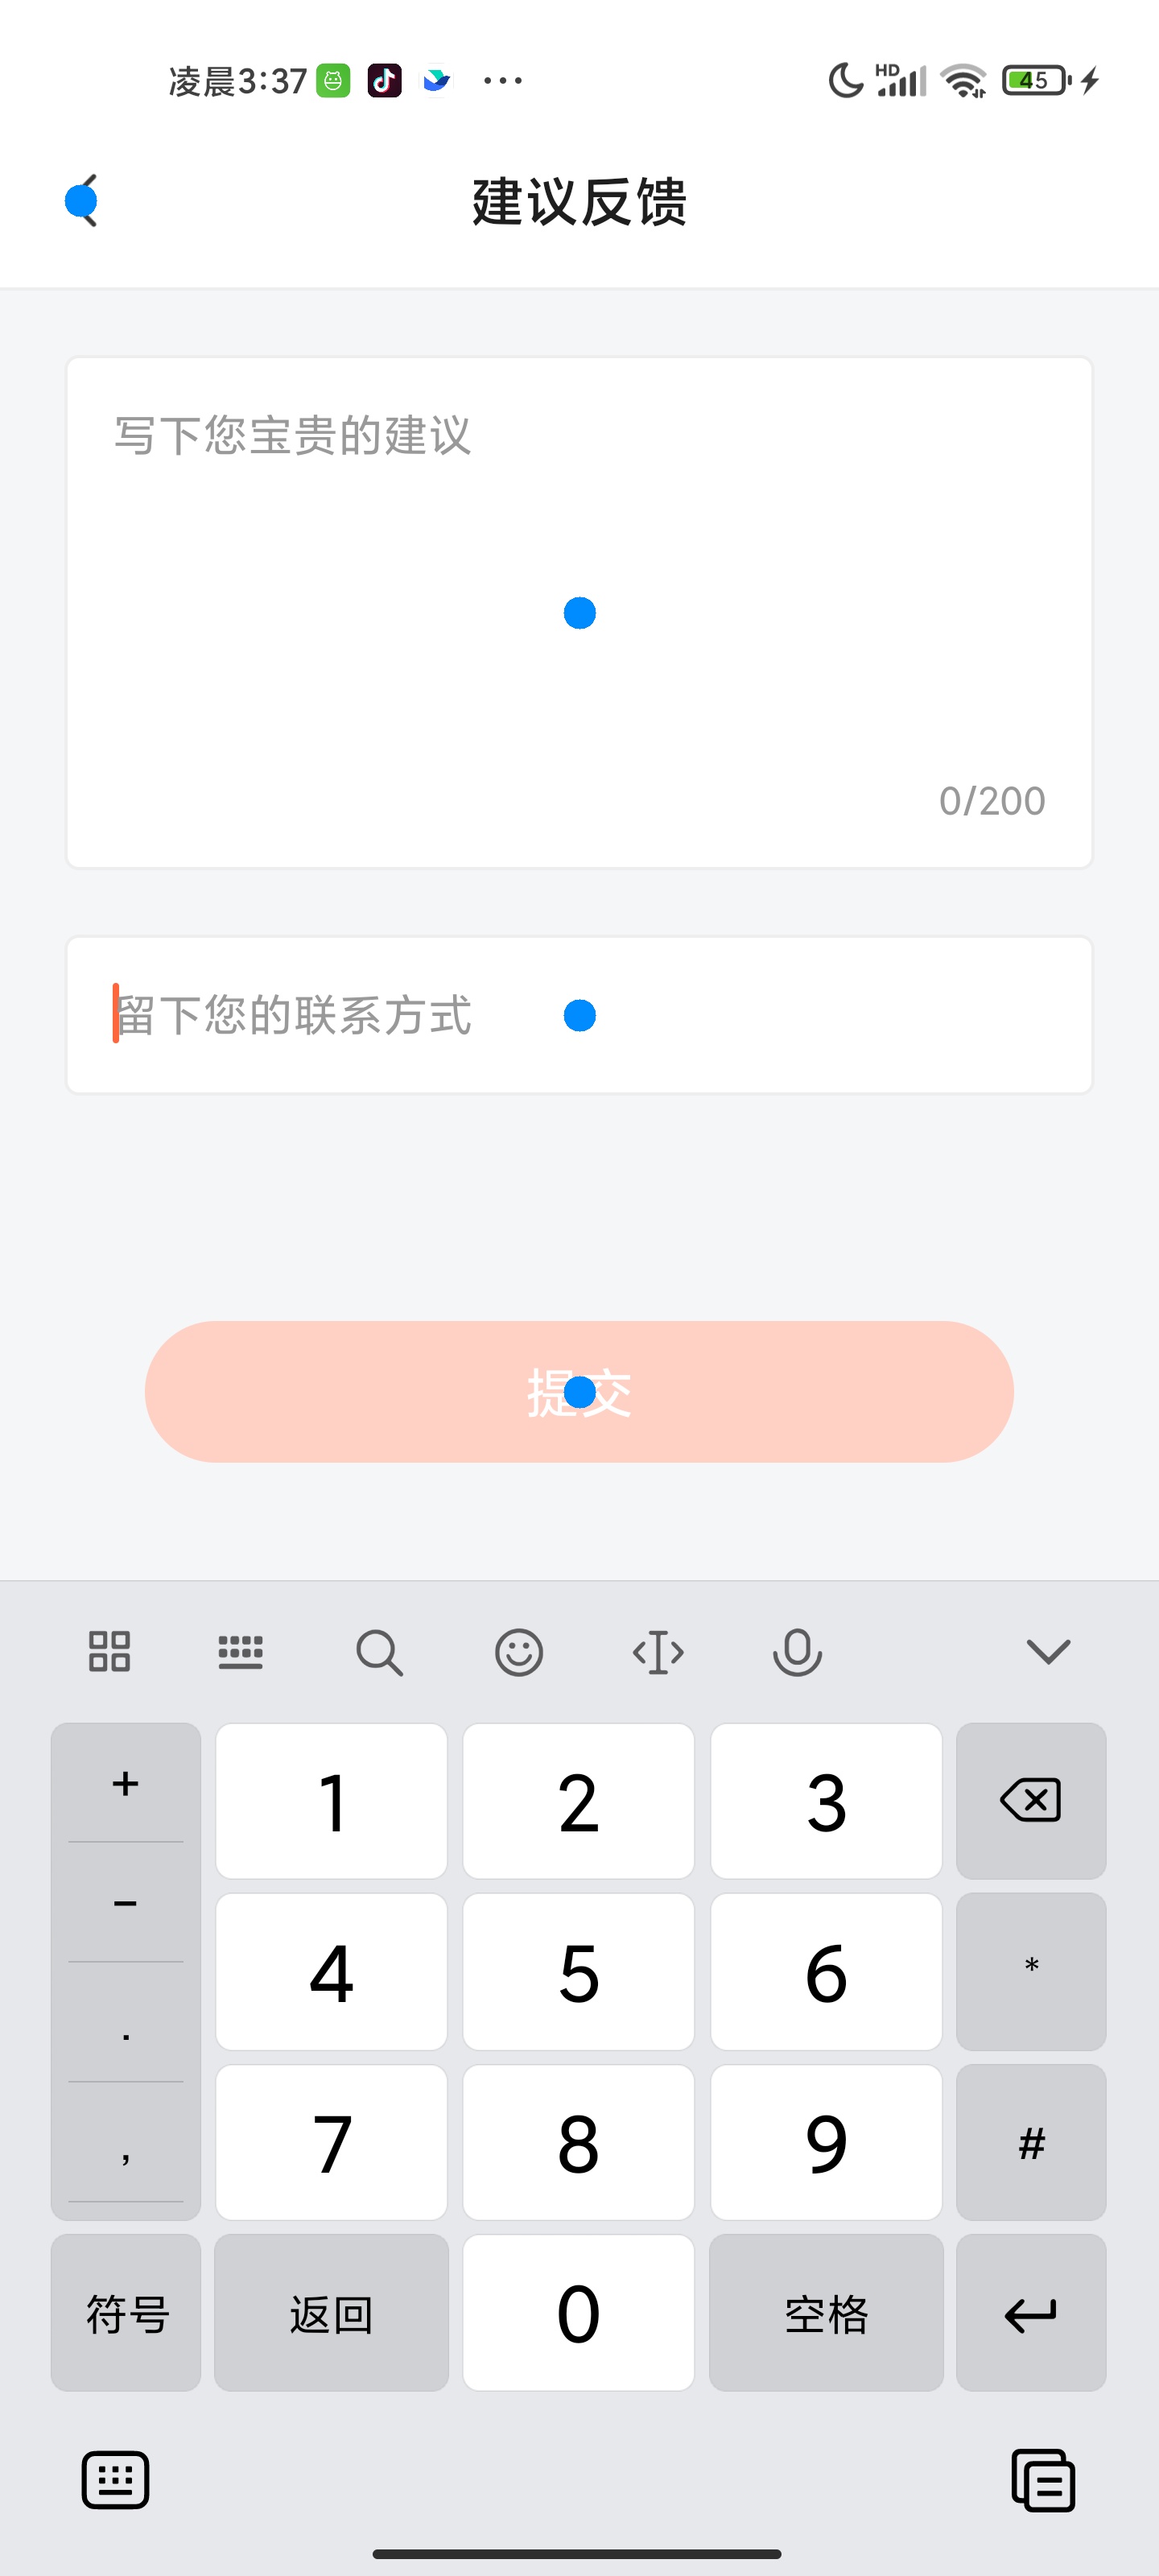 凌晨3:37 HD 45
建议反馈
写下您宝贵的建议
0/200
留下您的联系方式
提交
+ 1 2 3
- 4 5 6 *
. 7 8 9 #
,
符号 返回 0 空格